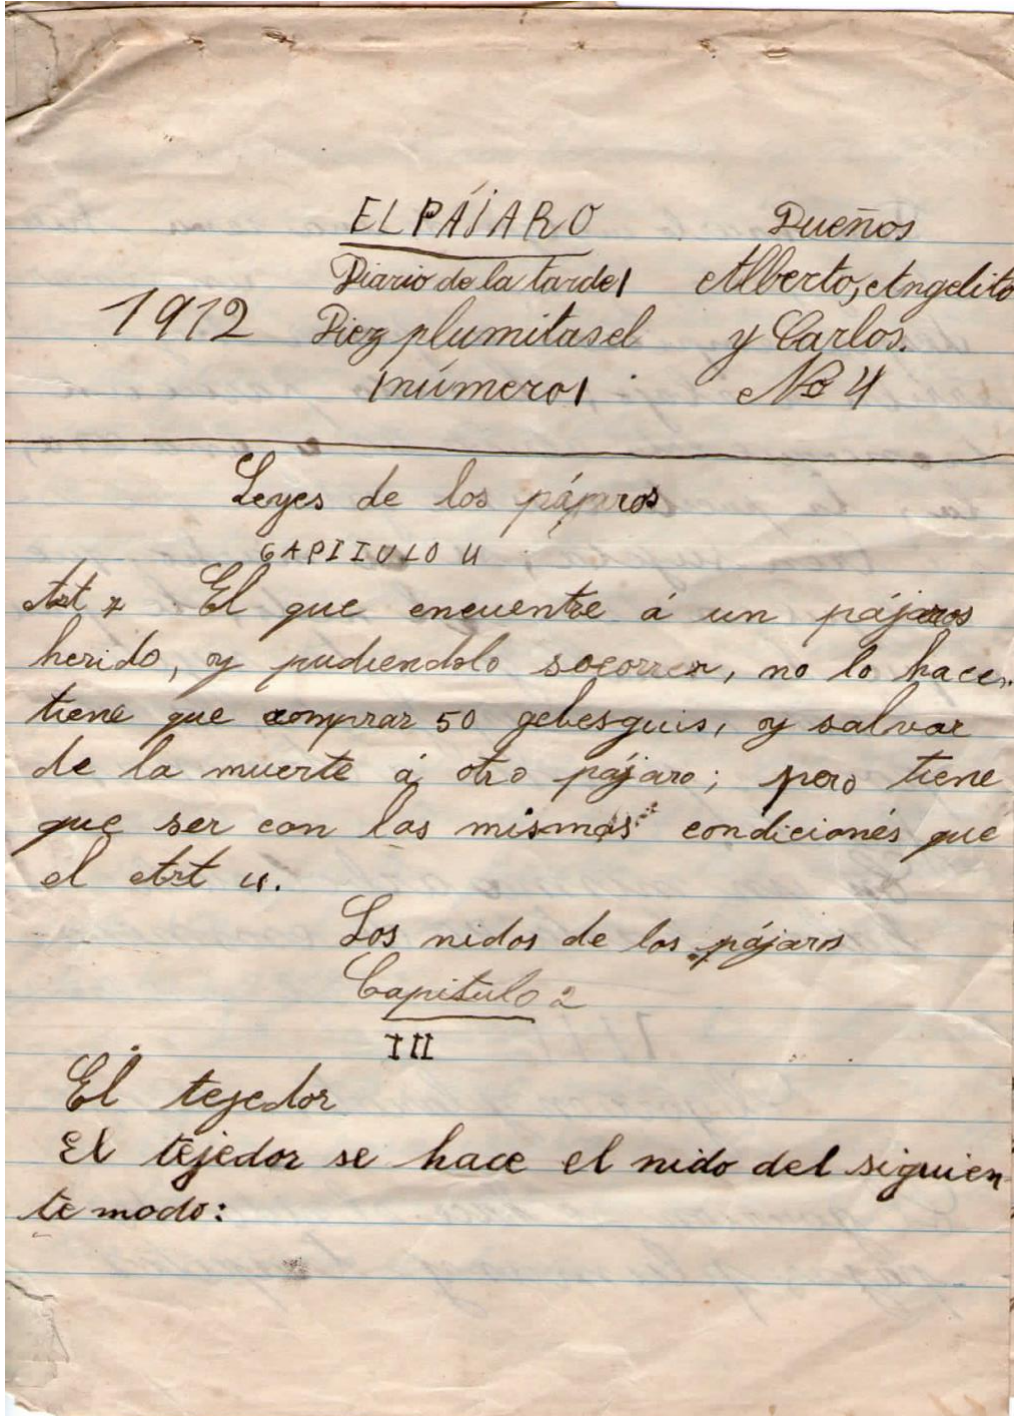 EL PÁJARO
Dueños
Diario de la tarde
Alberto, Angelito
1912
Diez plumitas el
y Carlos.
número
No 4
Leyes de los pájaros
CAPITULO 4
Art 7 El que encuentre á un pájaros
herido, y pudiendolo socorrer, no lo hace,
tiene que comprar 50 gebesguis, y salvar
de la muerte á otro pájaro; pero tiene
que ser con las mismas condicionés que
el Art 4.
Los nidos de los pájaros
Capitulo 2
III
El tejedor
El tejedor se hace el nido del siguien
te modo: